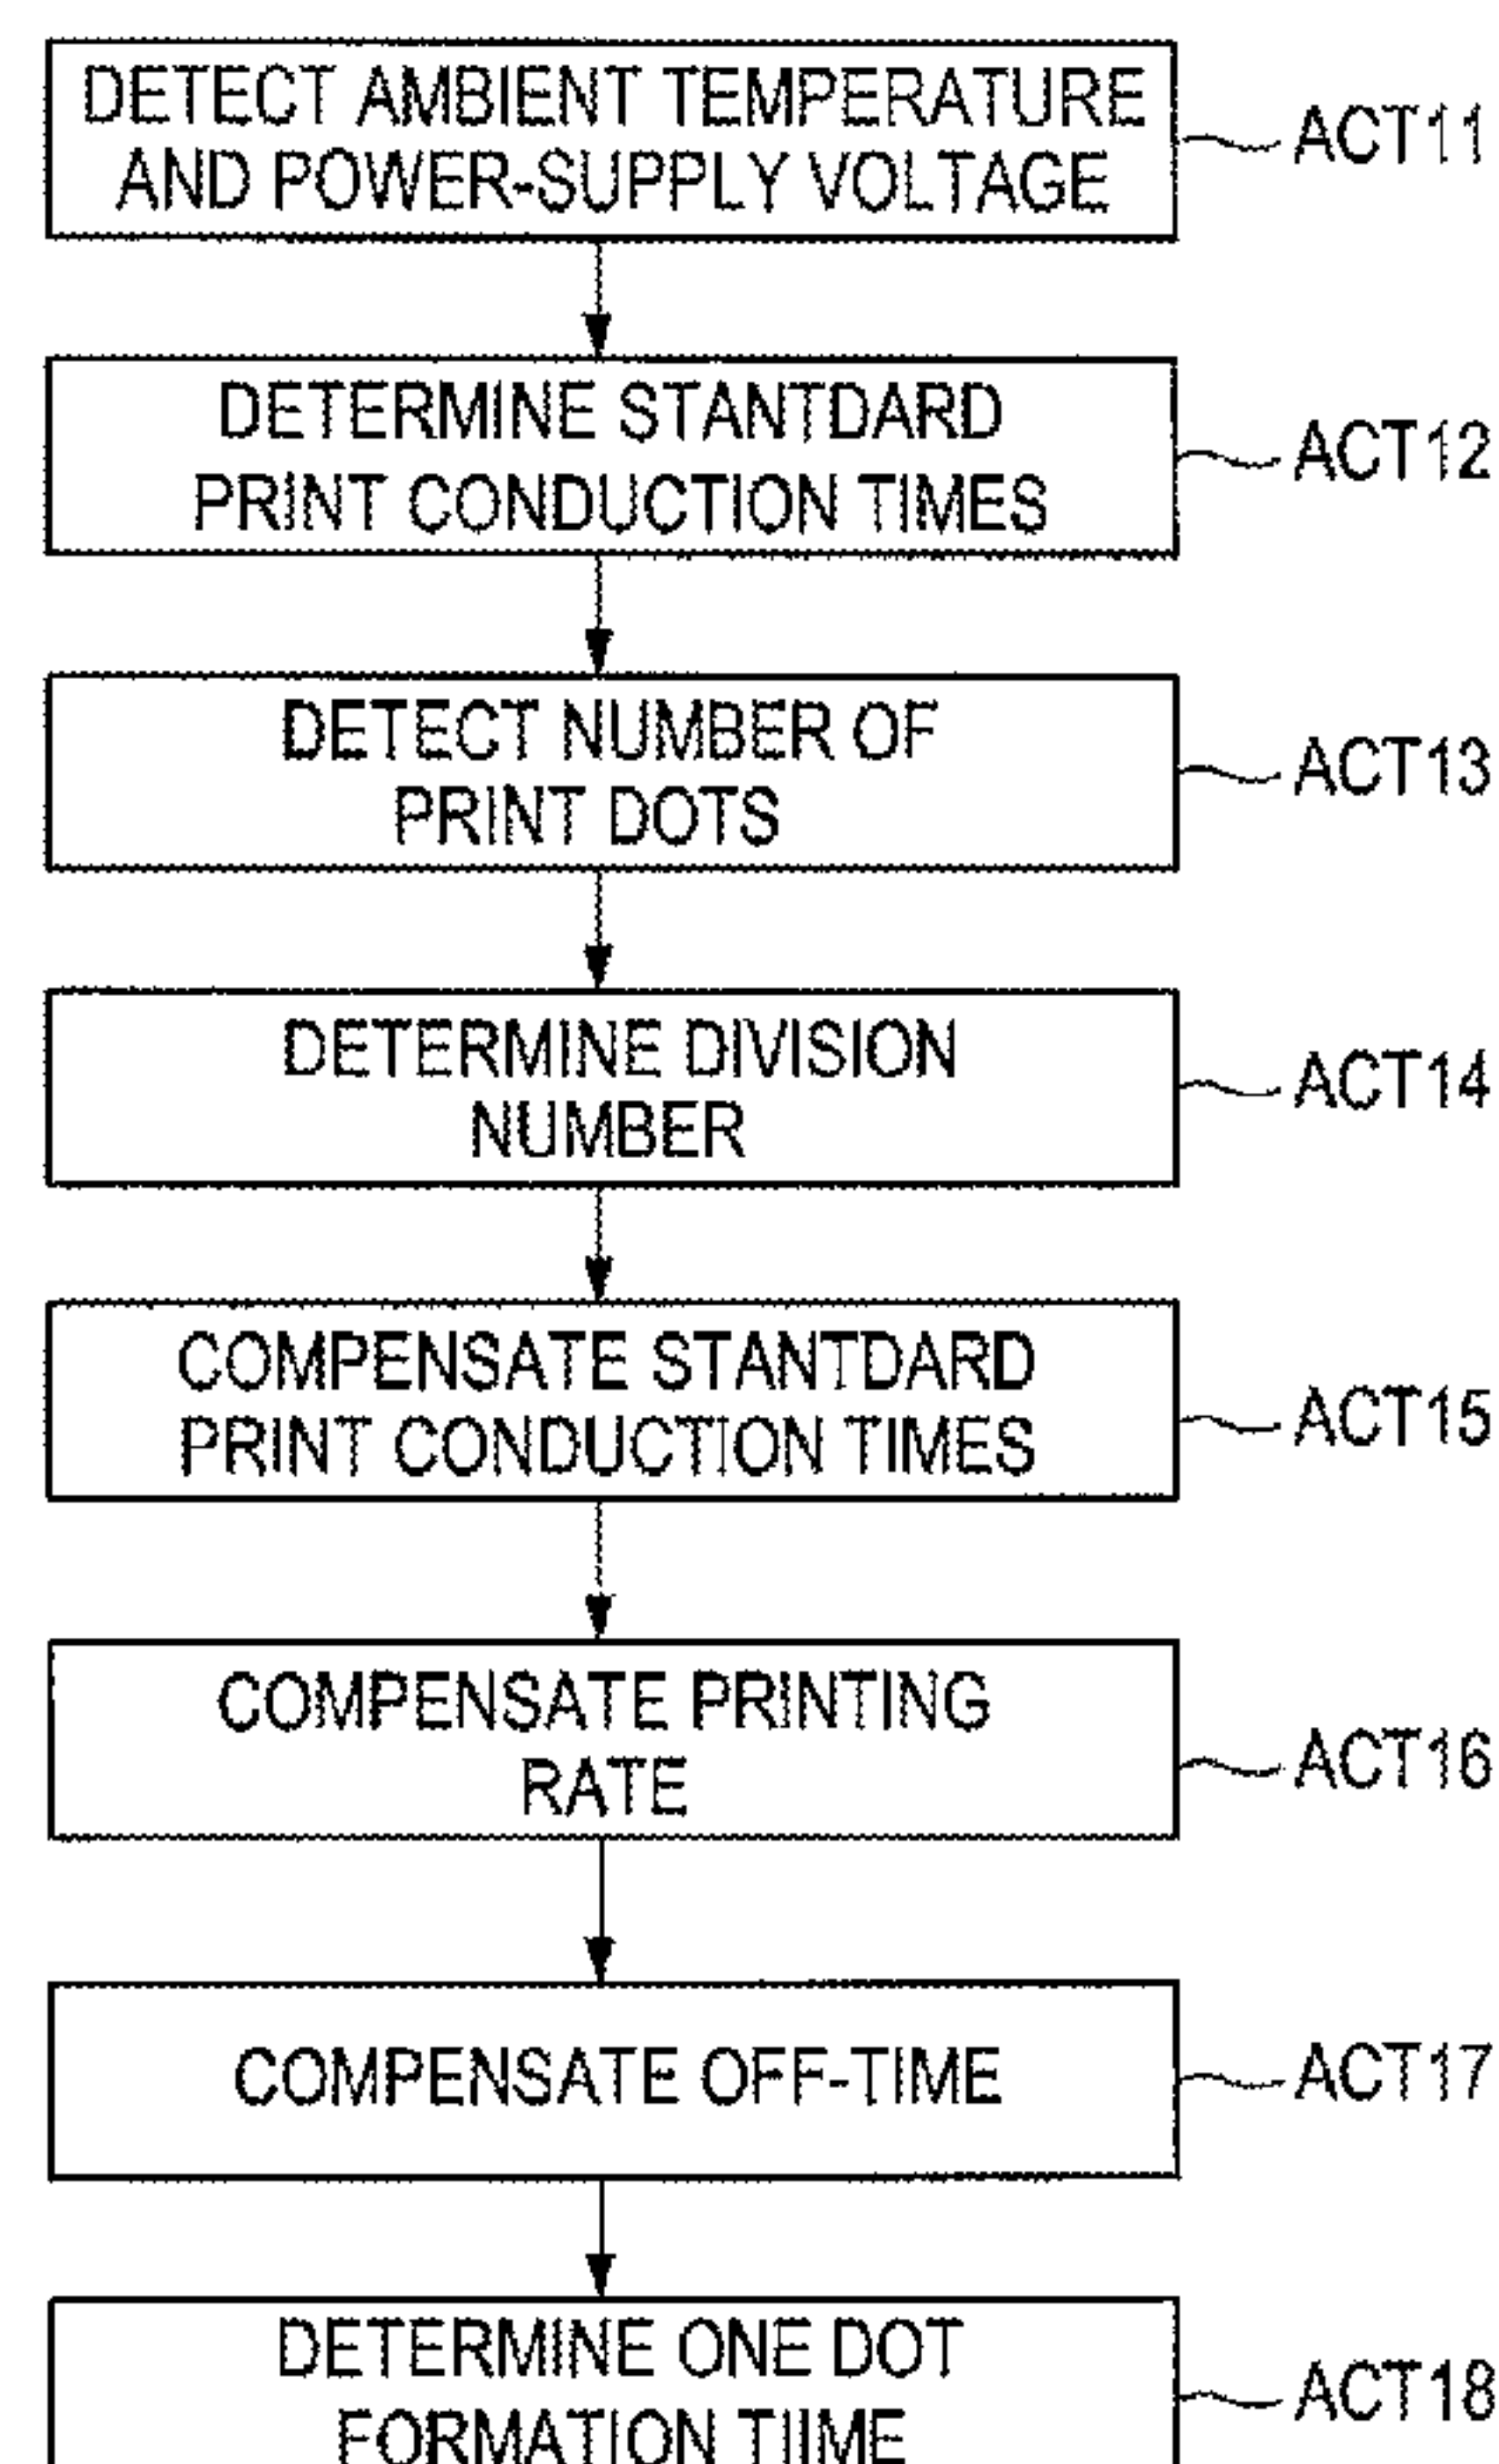 DETECT AMBIENT TEMPERATURE
AND POWER-SUPPLY VOLTAGE
ACT11
DETERMINE STANTDARD
PRINT CONDUCTION TIMES
ACT12
DETECT NUMBER OF
PRINT DOTS
ACT13
DETERMINE DIVISION
NUMBER
ACT14
COMPENSATE STANTDARD
PRINT CONDUCTION TIMES
ACT15
COMPENSATE PRINTING
RATE
ACT16
COMPENSATE OFF-TIME
ACT17
DETERMINE ONE DOT
FORMATION TIIME
ACT18